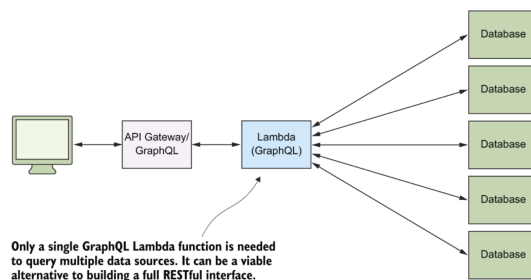 Database
Database
API Gateway/
GraphQL
Lambda
(GraphQL)
Database
Database
Only a single GraphQL Lambda function is needed
to query multiple data sources. It can be a viable
alternative to building a full RESTful interface.
Database